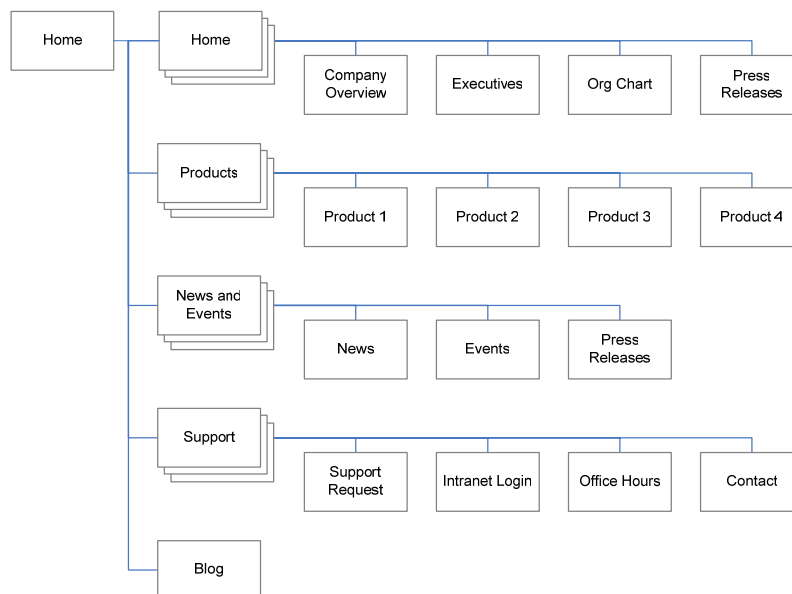 Home
Home
Company
Overview
Executives
Org Chart
Press
Releases
Products
Product 1
Product 2
Product 3
Product 4
News and
Events
News
Events
Press
Releases
Support
Support
Request
Intranet Login
Office Hours
Contact
Blog